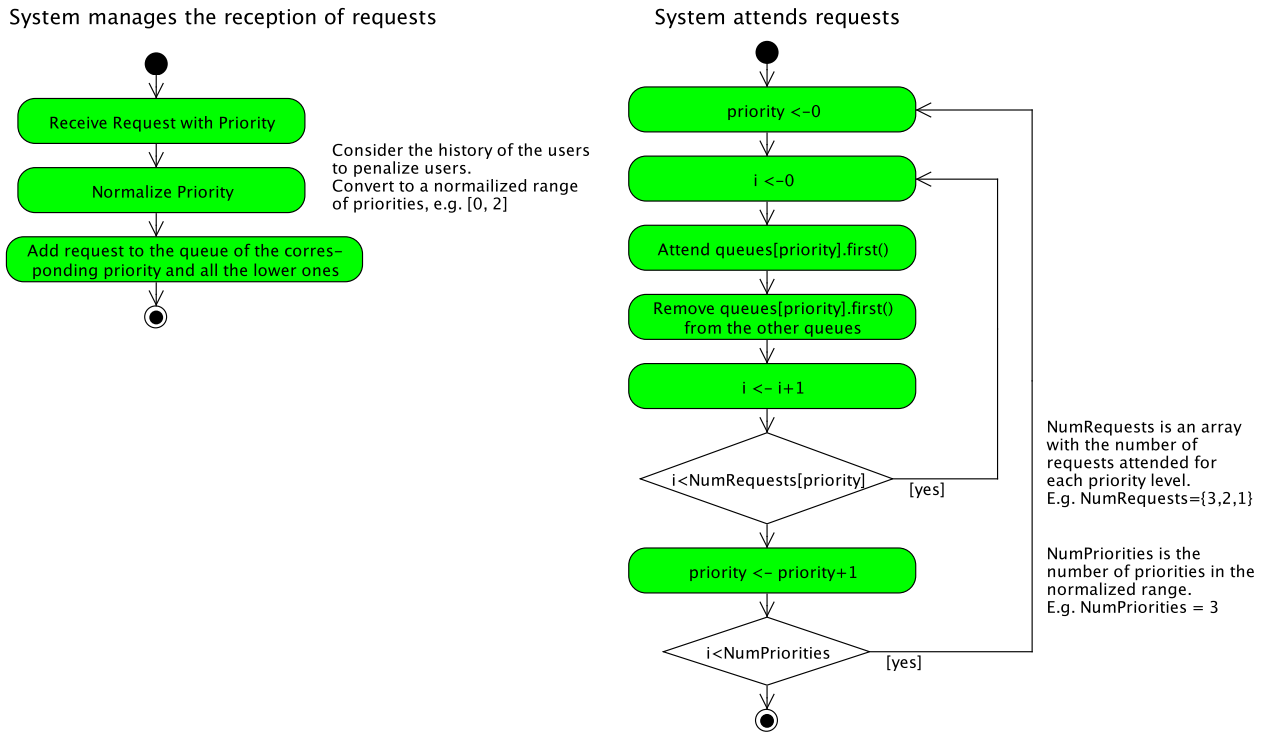 System manages the reception of requests
Receive Request with Priority
Normalize Priority
Consider the history of the users
to penalize users.
Convert to a normailized range
of priorities, e.g. [0, 2]
Add request to the queue of the corres-
ponding priority and all the lower ones
System attends requests
priority <-0
i <-0
Attend queues[priority].first()
Remove queues[priority].first()
from the other queues
i <- i+1
i<NumRequests[priority]
[yes]
NumRequests is an array
with the number of
requests attended for
each priority level.
E.g. NumRequests={3,2,1}
priority <- priority+1
NumPriorities is the
number of priorities in the
normalized range.
E.g. NumPriorities = 3
i<NumPriorities
[yes]